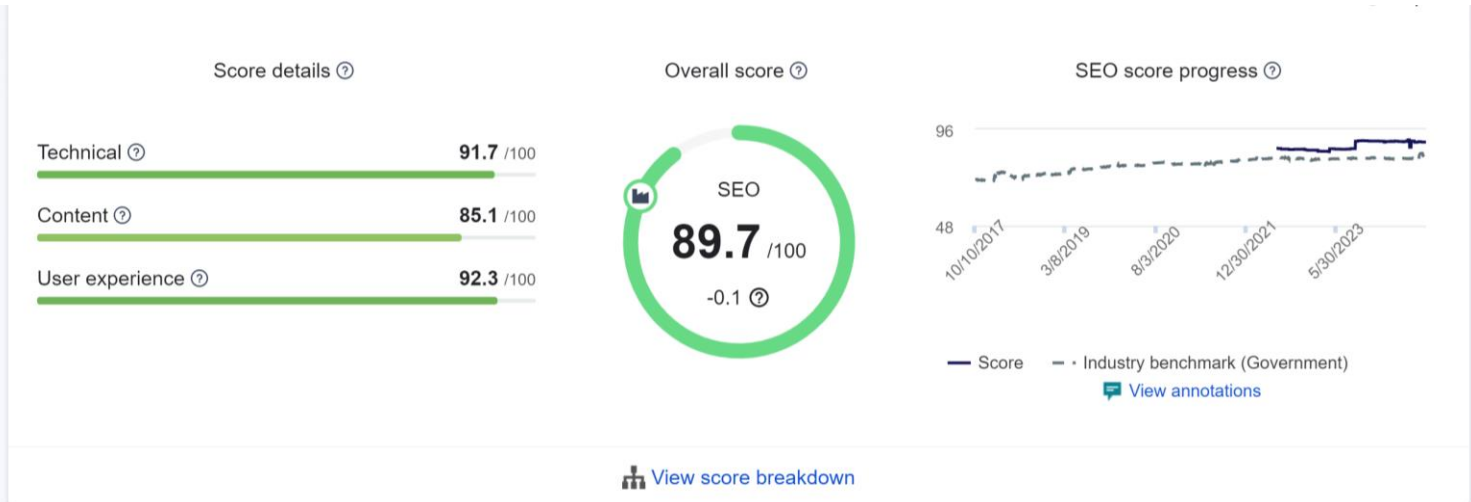 Score details
Technical
91.7 /100
Content
85.1 /100
User experience
92.3 /100
Overall score
SEO
89.7 /100
-0.1
SEO score progress
96
48
10/10/2017
3/8/2019
8/3/2020
12/30/2021
5/30/2023
Score
Industry benchmark (Government)
View annotations
View score breakdown